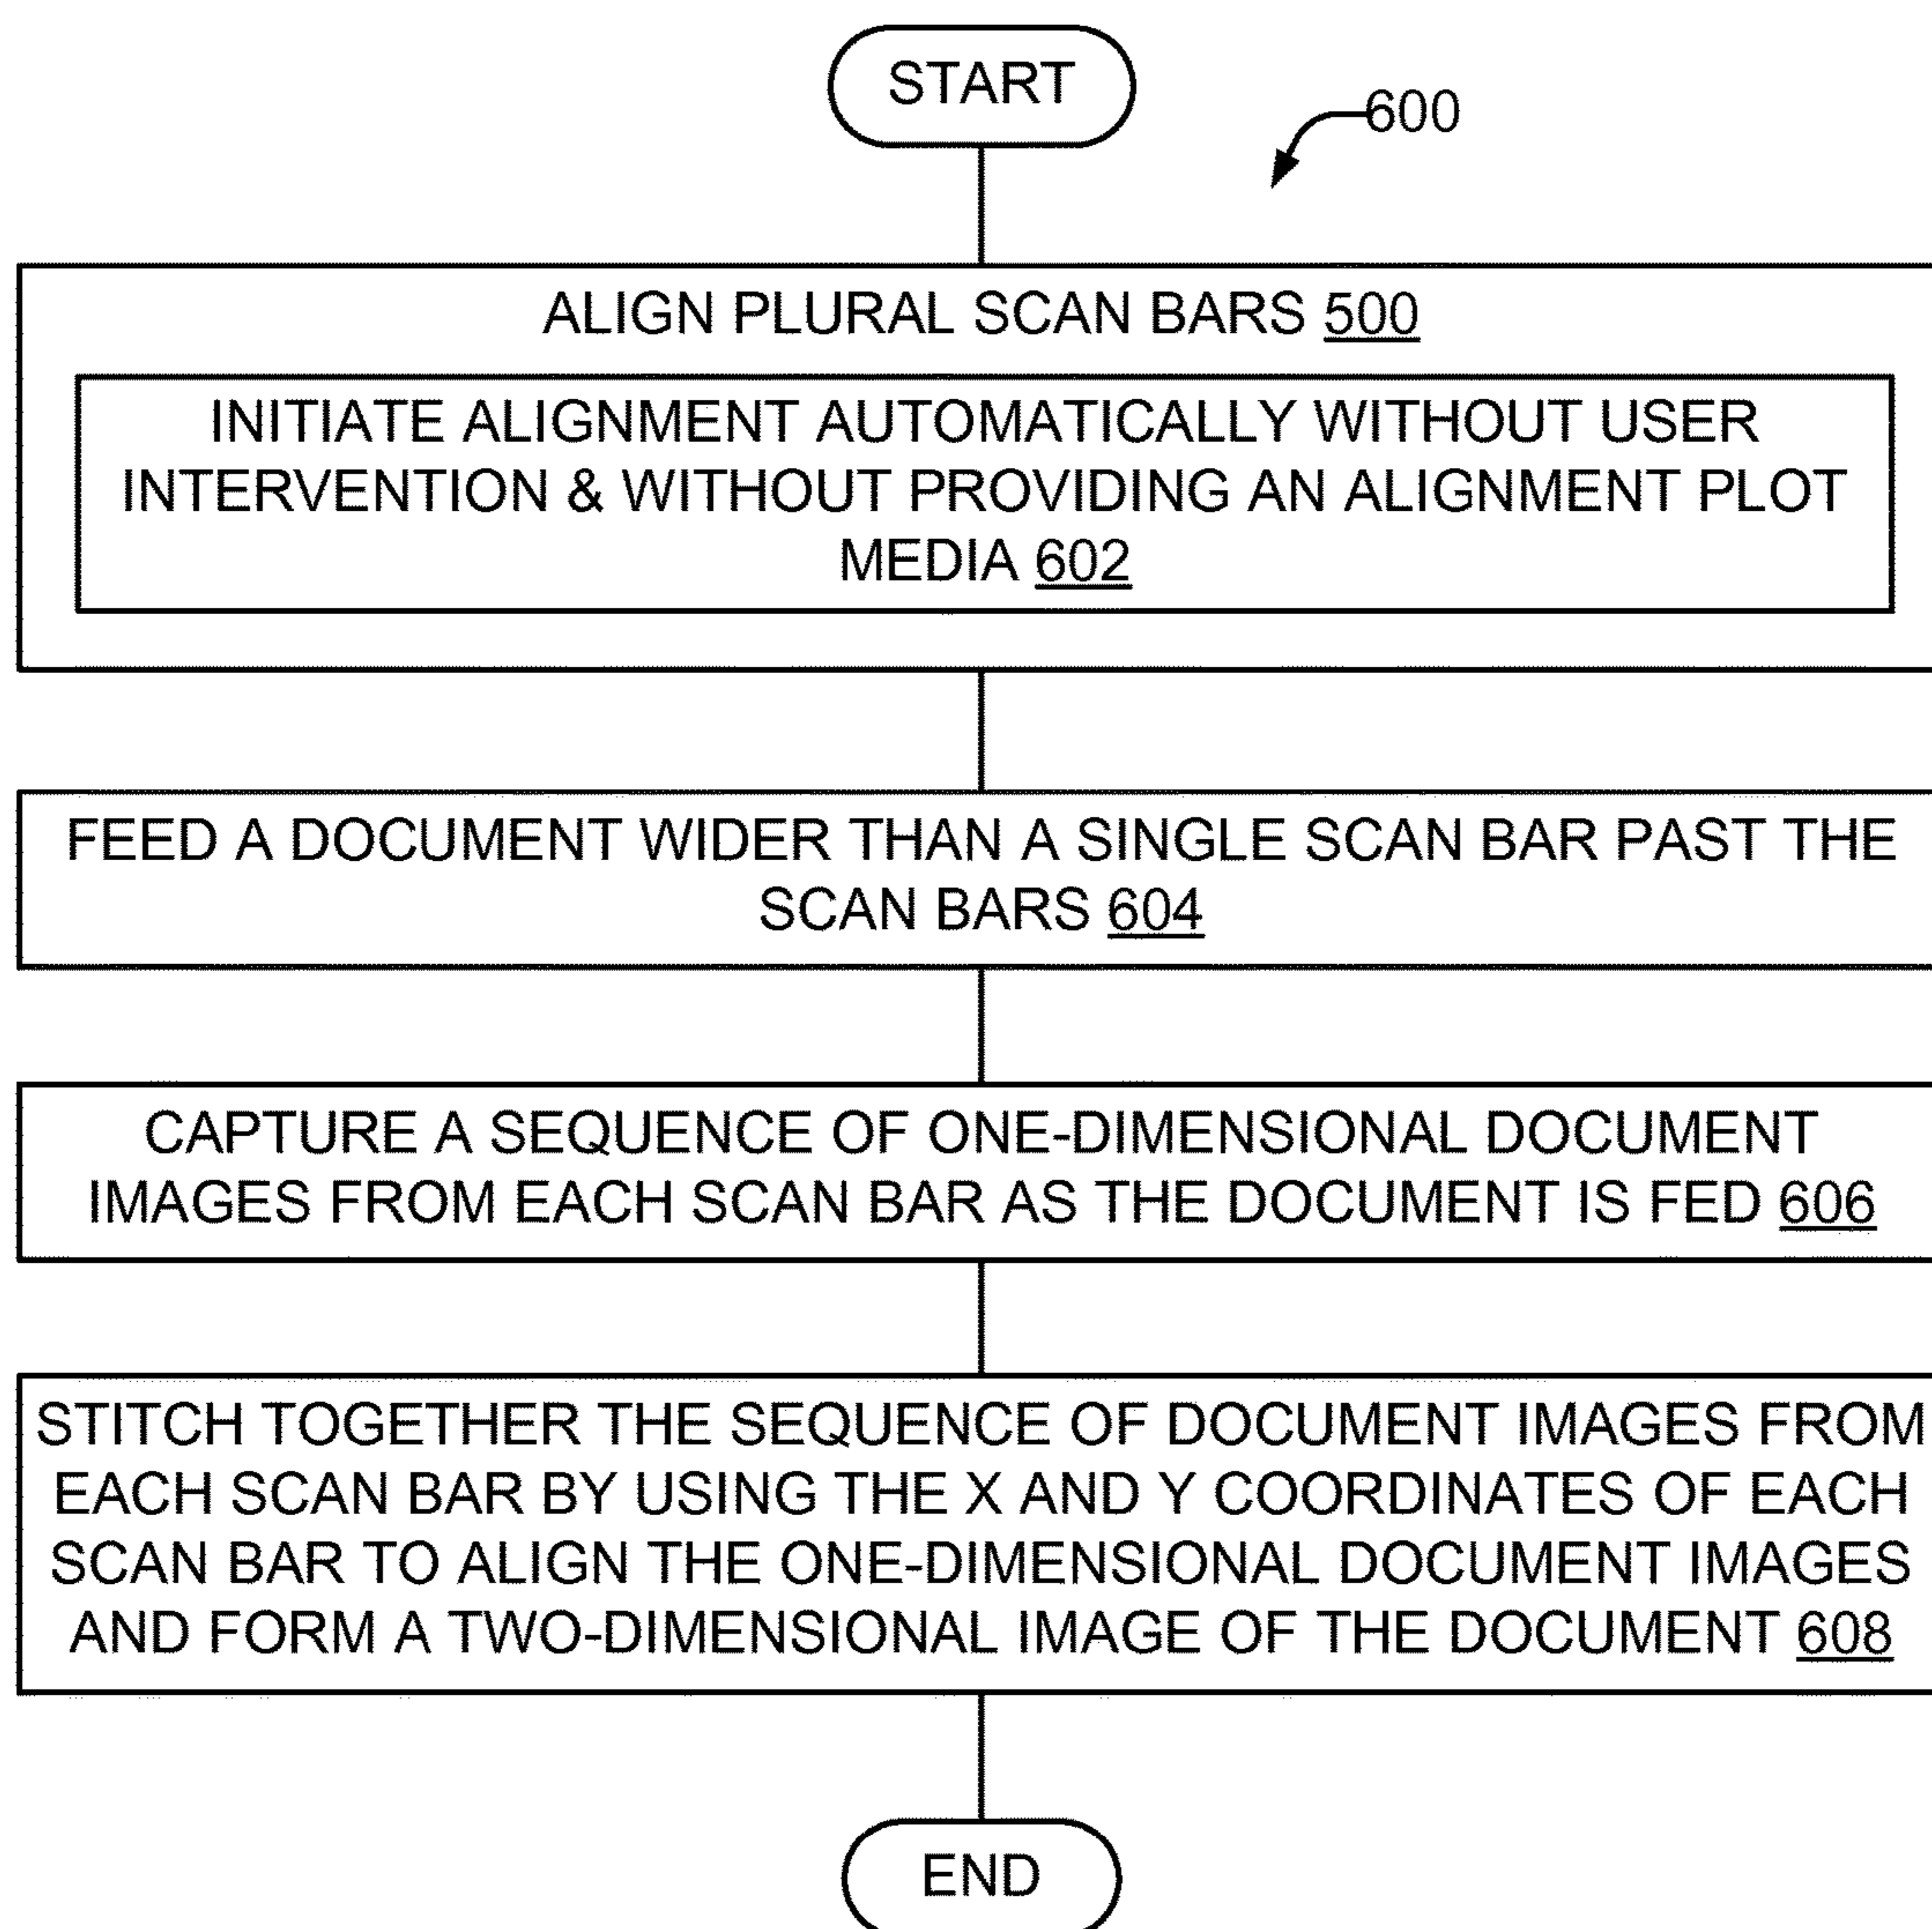 START
600
ALIGN PLURAL SCAN BARS 500
INITIATE ALIGNMENT AUTOMATICALLY WITHOUT USER
INTERVENTION & WITHOUT PROVIDING AN ALIGNMENT PLOT
MEDIA 602
FEED A DOCUMENT WIDER THAN A SINGLE SCAN BAR PAST THE
SCAN BARS 604
CAPTURE A SEQUENCE OF ONE-DIMENSIONAL DOCUMENT
IMAGES FROM EACH SCAN BAR AS THE DOCUMENT IS FED 606
STITCH TOGETHER THE SEQUENCE OF DOCUMENT IMAGES FROM
EACH SCAN BAR BY USING THE X AND Y COORDINATES OF EACH
SCAN BAR TO ALIGN THE ONE-DIMENSIONAL DOCUMENT IMAGES
AND FORM A TWO-DIMENSIONAL IMAGE OF THE DOCUMENT 608
END